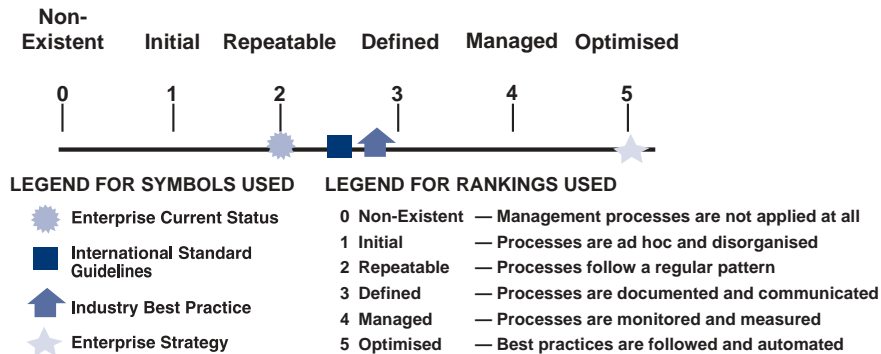 Non-
Existent Initial Repeatable Defined Managed Optimised
0 1 2 3 4 5
LEGEND FOR SYMBOLS USED
Enterprise Current Status
International Standard
Guidelines
Industry Best Practice
Enterprise Strategy
LEGEND FOR RANKINGS USED
0 Non-Existent — Management processes are not applied at all
1 Initial — Processes are ad hoc and disorganised
2 Repeatable — Processes follow a regular pattern
3 Defined — Processes are documented and communicated
4 Managed — Processes are monitored and measured
5 Optimised — Best practices are followed and automated